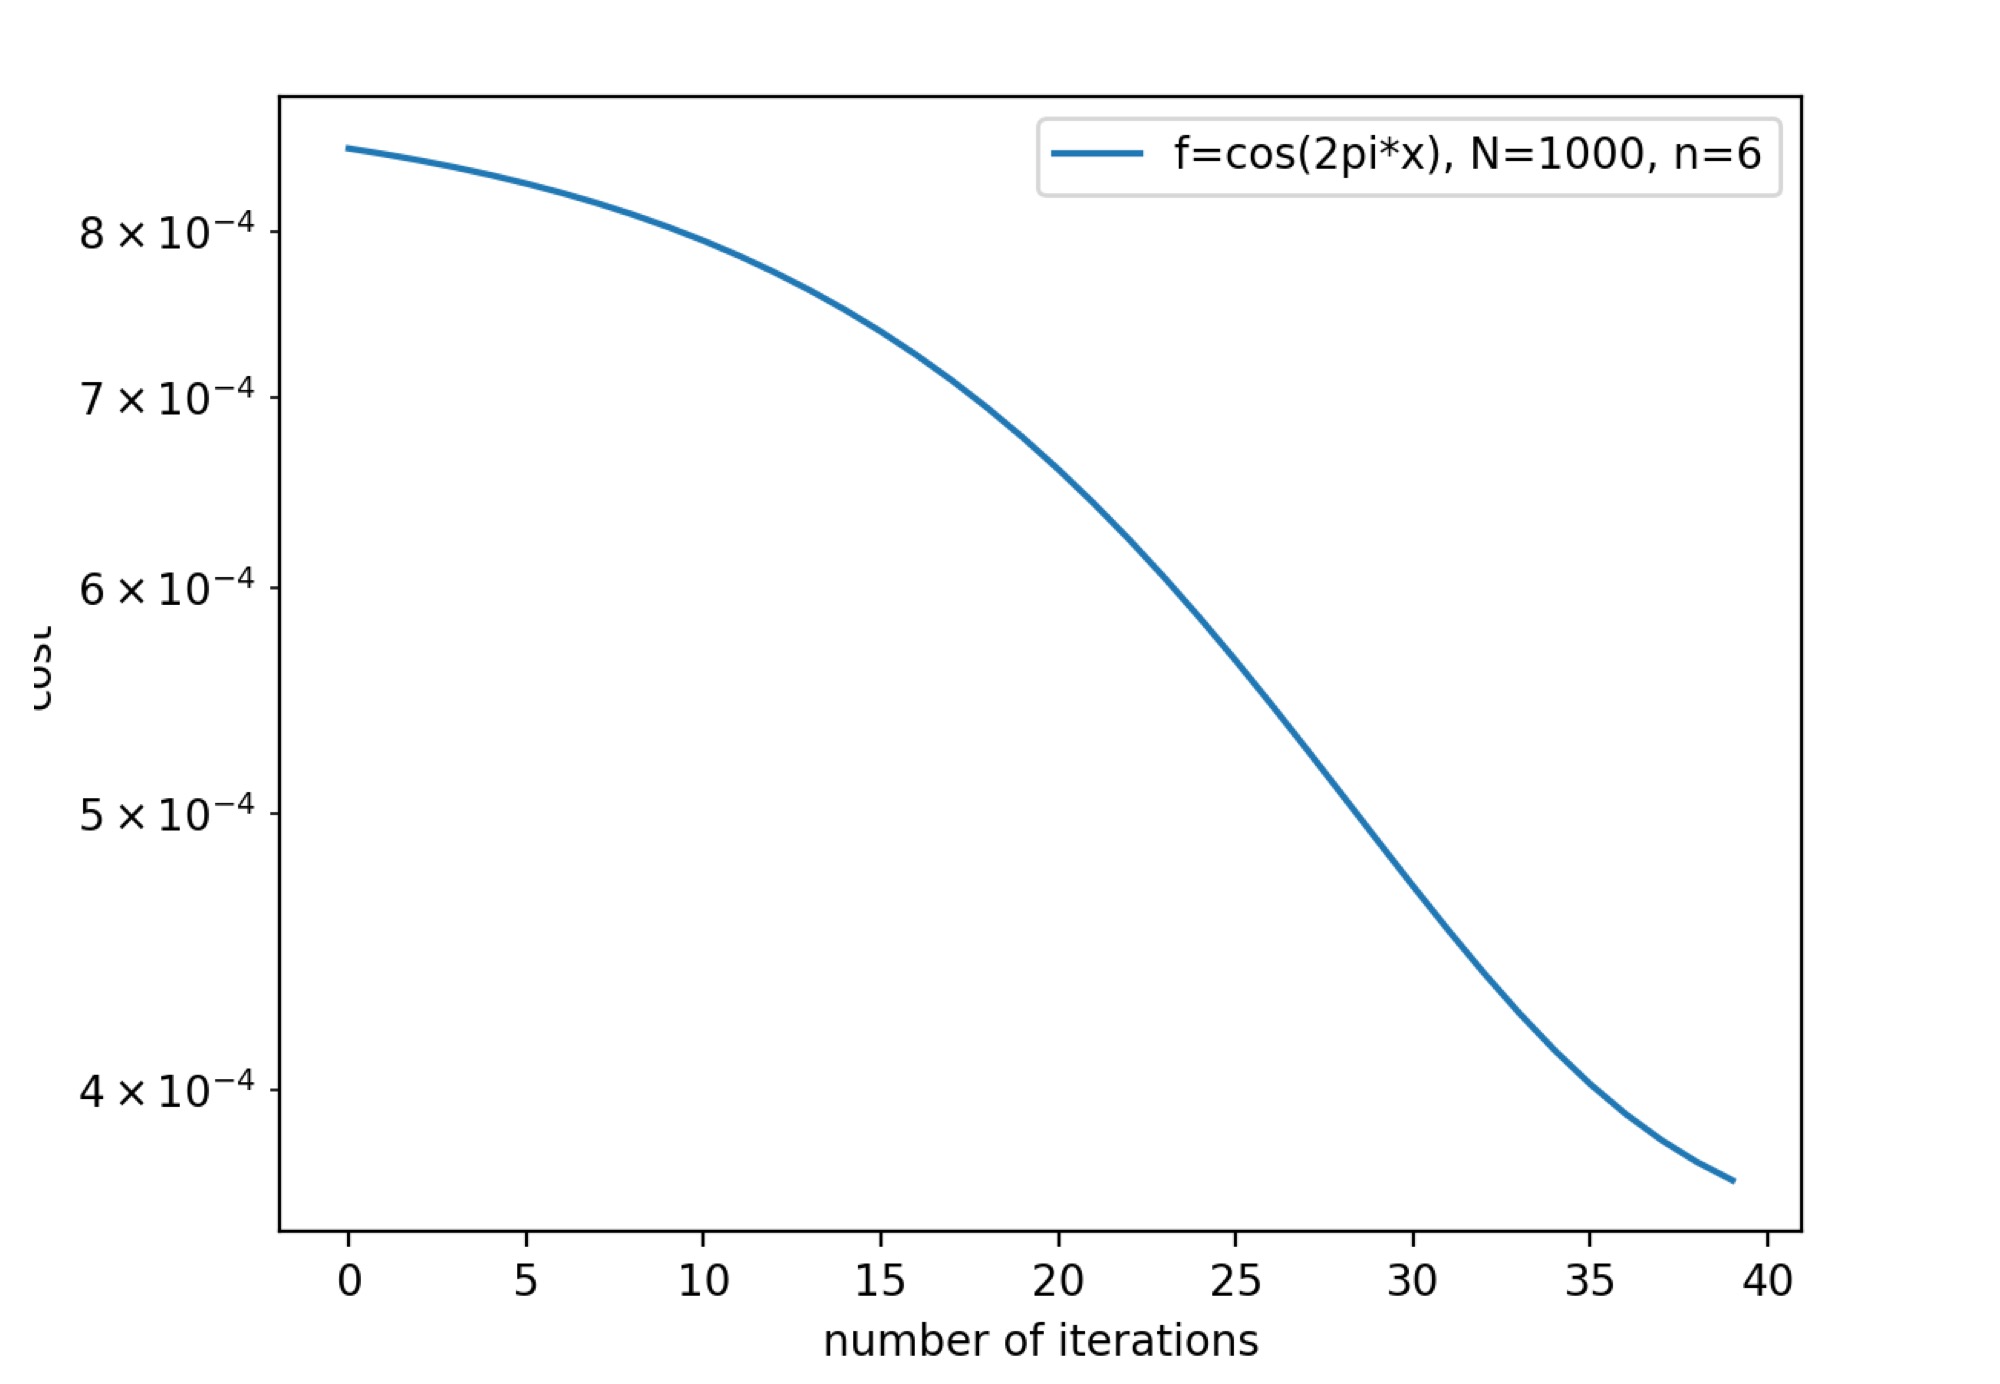 f=cos(2pi*x), N=1000, n=6
8×10⁻⁴
7×10⁻⁴
6×10⁻⁴
cost
5×10⁻⁴
4×10⁻⁴
0 5 10 15 20 25 30 35 40
number of iterations